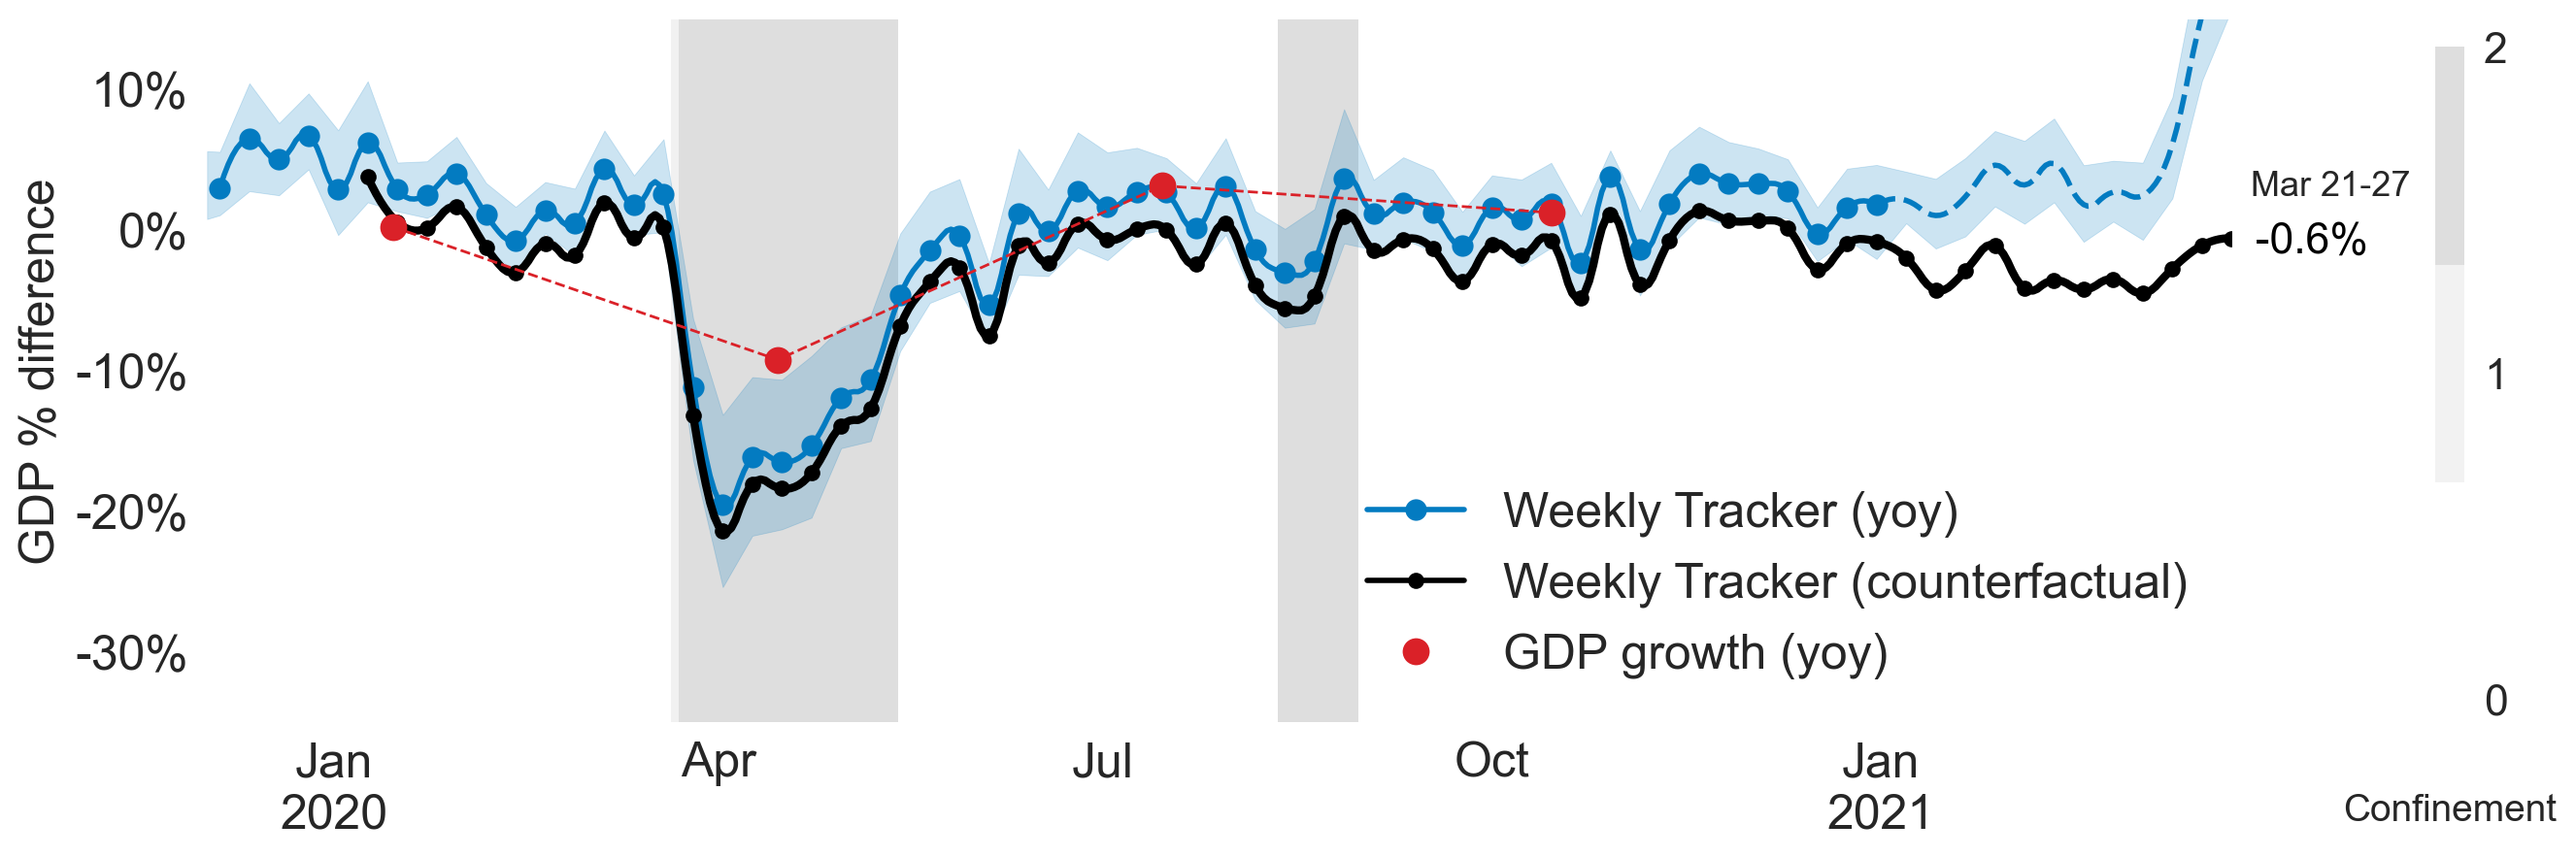 GDP % difference
10%
0%
-10%
-20%
-30%
Jan
2020
Apr
Jul
Oct
Jan
2021
Weekly Tracker (yoy)
Weekly Tracker (counterfactual)
GDP growth (yoy)
Mar 21-27
-0.6%
2
1
0
Confinement